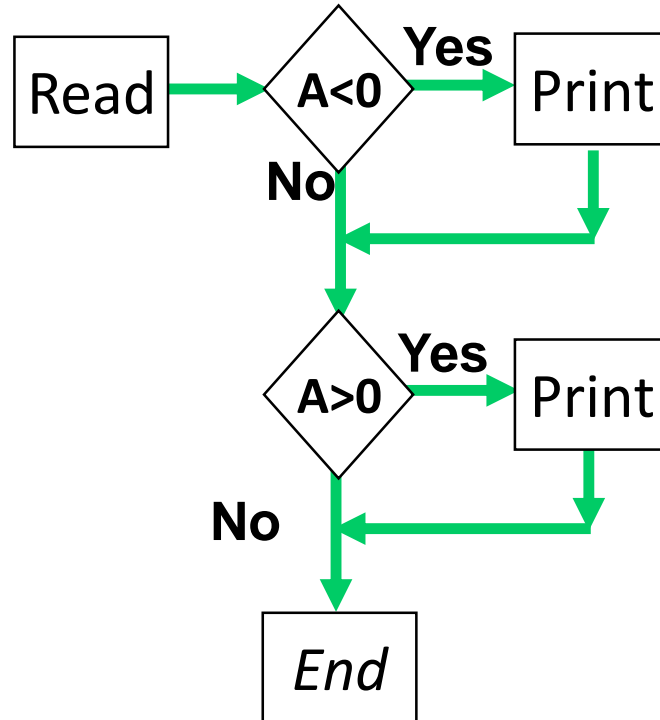 Read
A<0
Yes
Print
No
A>0
Yes
Print
No
End